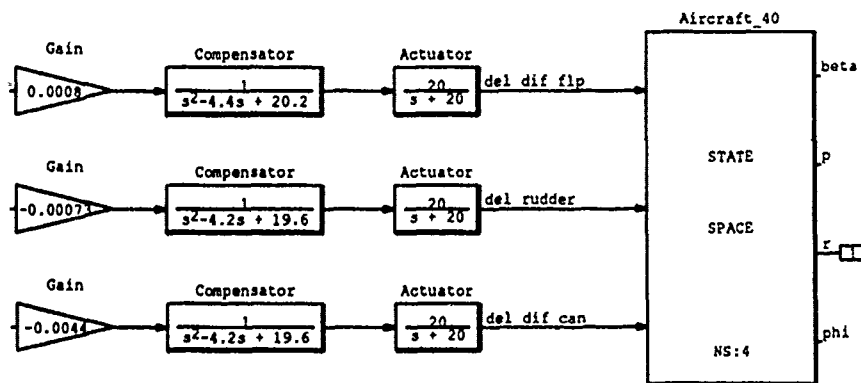 Aircraft_40
Gain Compensator Actuator
0.0008 1 20 del dif flp beta
s²-4.4s + 20.2 s + 20
STATE p
Gain Compensator Actuator
-0.00073 1 20 del rudder
s²-4.2s + 19.6 s + 20
SPACE r 1
Gain Compensator Actuator
-0.0044 1 20 del dif can phi
s²-4.2s + 19.6 s + 20
NS:4